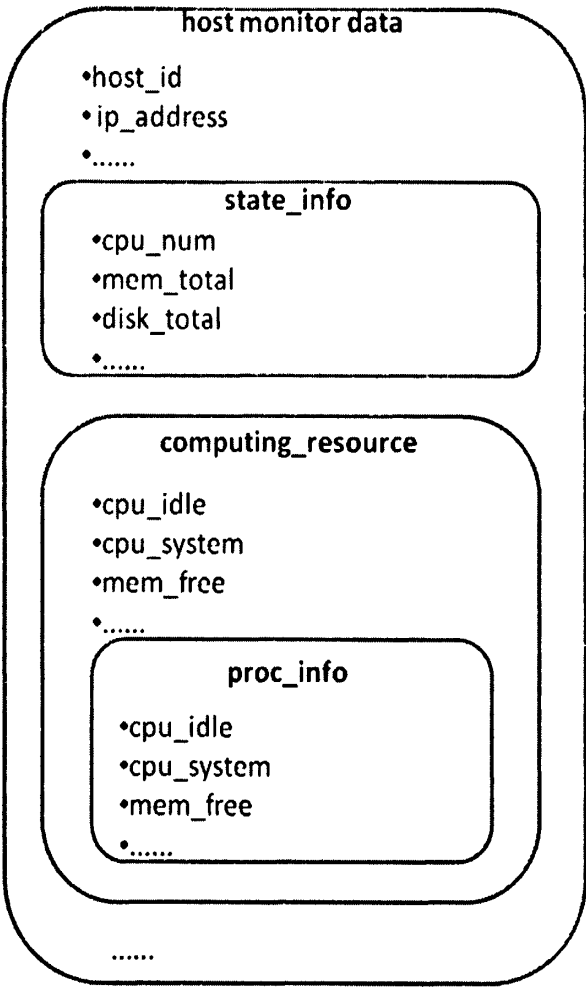 host monitor data
•host_id
•ip_address
•......
state_info
•cpu_num
•mem_total
•disk_total
•......
computing_resource
•cpu_idle
•cpu_system
•mem_free
•......
proc_info
•cpu_idle
•cpu_system
•mem_free
•......
......